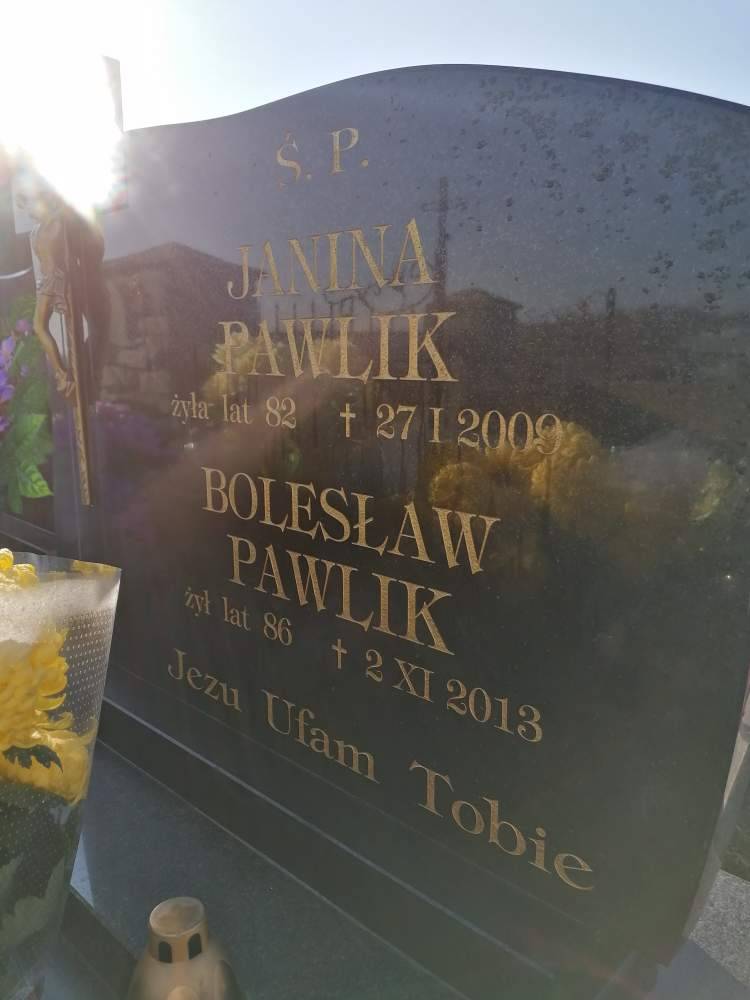 Ś. P.
JANINA
PAWLIK
żyła lat 82 † 27 I 2009
BOLESŁAW
PAWLIK
żył lat 86 † 2 XI 2013
Jezu Ufam Tobie